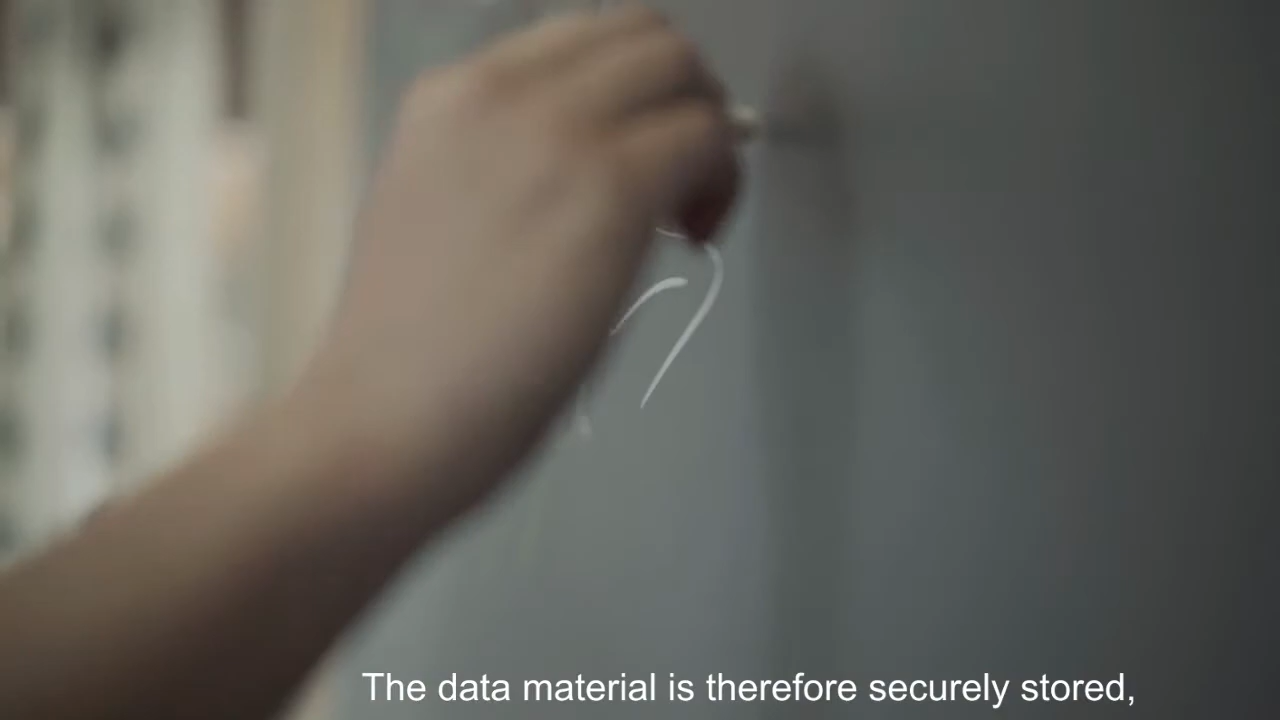 The data material is therefore securely stored,